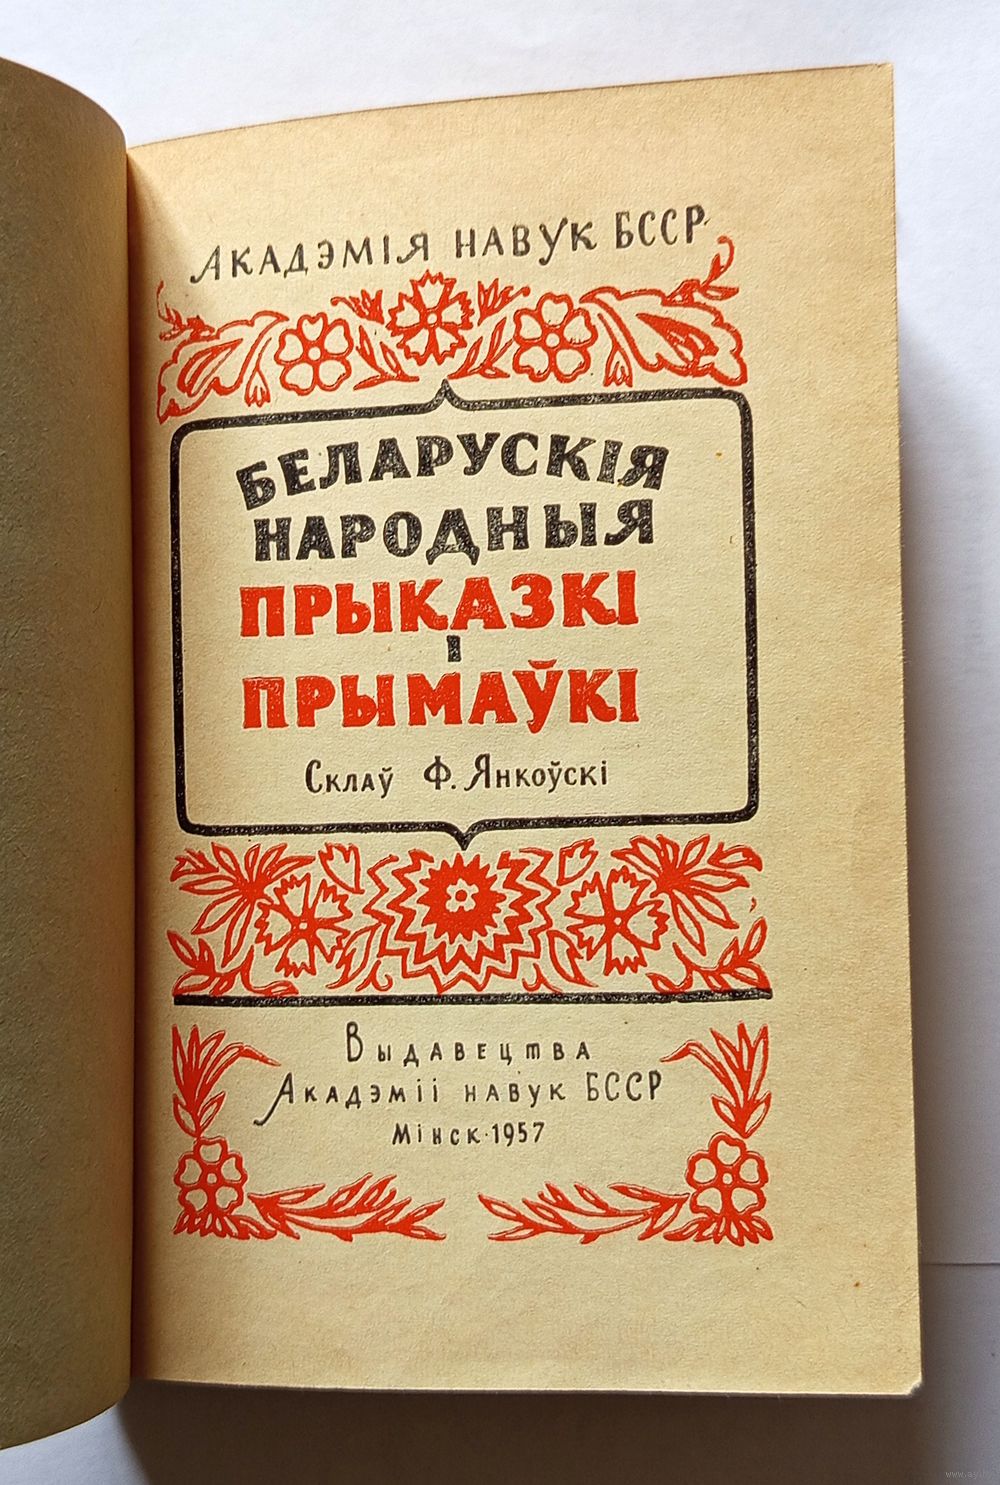 Акадэмія навук БССР
БЕЛАРУСКІЯ
НАРОДНЫЯ
ПРЫКАЗКІ
І
ПРЫМАЎКІ
Склаў Ф. Янкоўскі
Выдавецтва
Акадэміі навук БССР
Мінск·1957